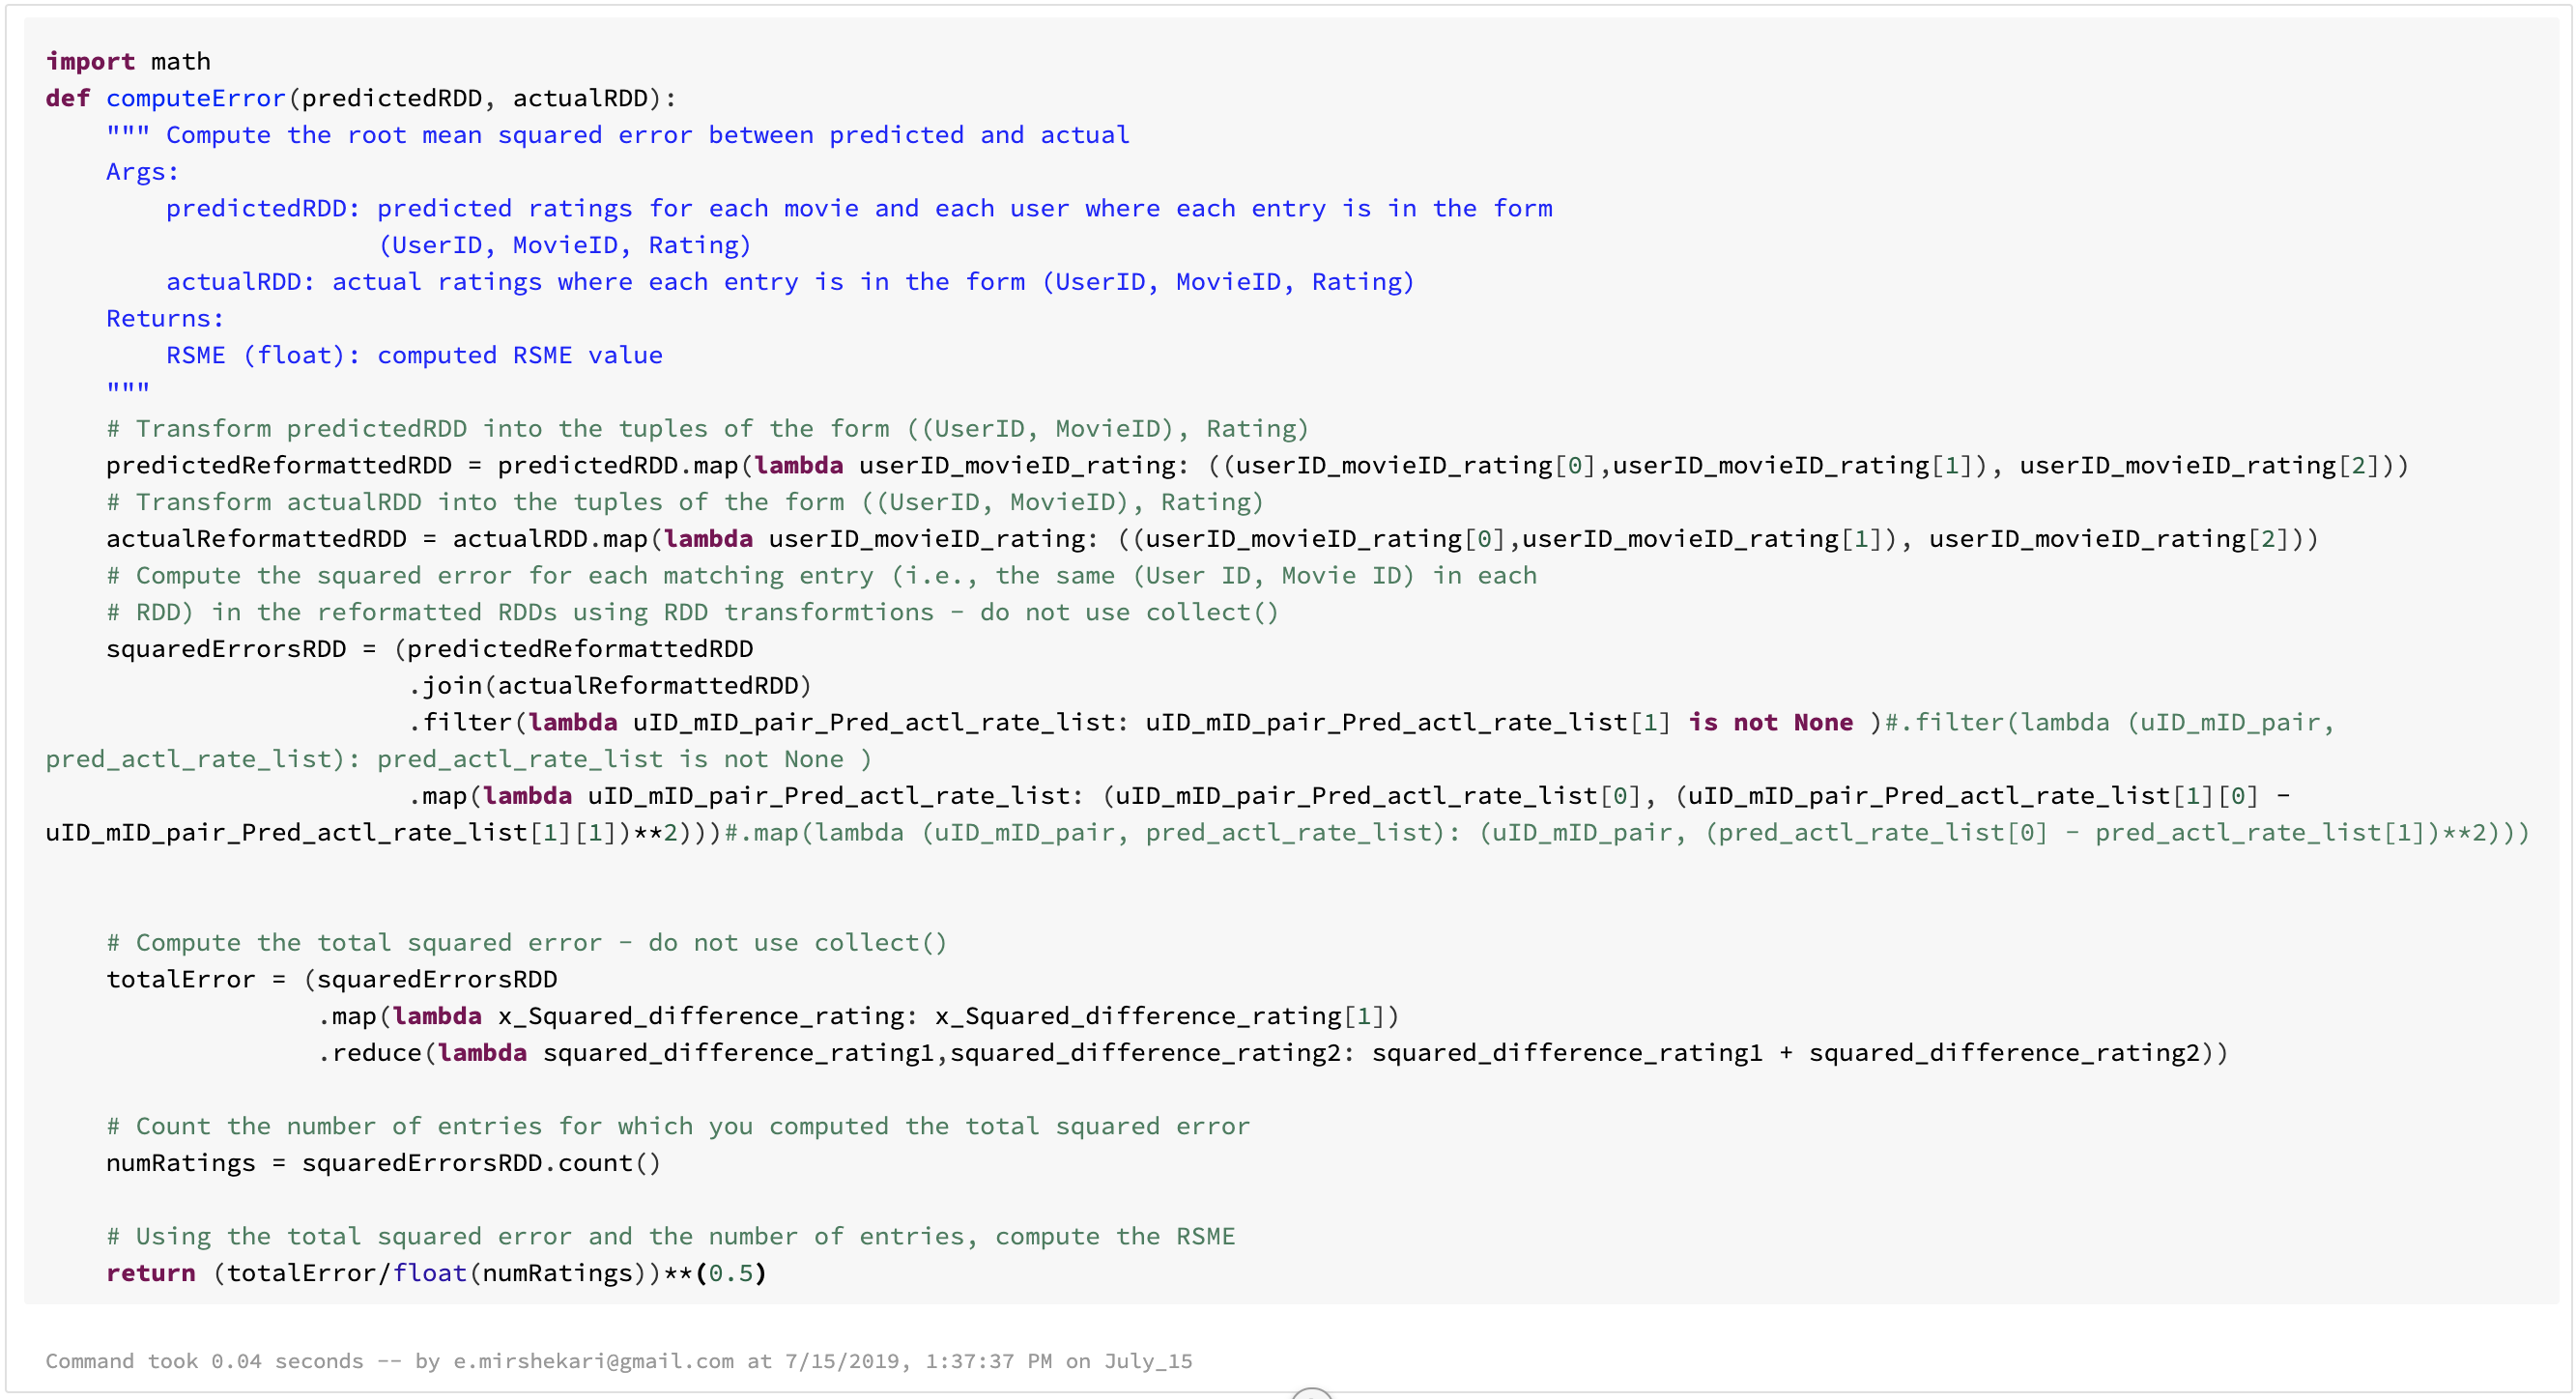 import math
def computeError(predictedRDD, actualRDD):
    """ Compute the root mean squared error between predicted and actual
    Args:
        predictedRDD: predicted ratings for each movie and each user where each entry is in the form
                      (UserID, MovieID, Rating)
        actualRDD: actual ratings where each entry is in the form (UserID, MovieID, Rating)
    Returns:
        RSME (float): computed RSME value
    """
    # Transform predictedRDD into the tuples of the form ((UserID, MovieID), Rating)
    predictedReformattedRDD = predictedRDD.map(lambda userID_movieID_rating: ((userID_movieID_rating[0],userID_movieID_rating[1]), userID_movieID_rating[2]))
    # Transform actualRDD into the tuples of the form ((UserID, MovieID), Rating)
    actualReformattedRDD = actualRDD.map(lambda userID_movieID_rating: ((userID_movieID_rating[0],userID_movieID_rating[1]), userID_movieID_rating[2]))
    # Compute the squared error for each matching entry (i.e., the same (User ID, Movie ID) in each
    # RDD) in the reformatted RDDs using RDD transformtions - do not use collect()
    squaredErrorsRDD = (predictedReformattedRDD
                        .join(actualReformattedRDD)
                        .filter(lambda uID_mID_pair_Pred_actl_rate_list: uID_mID_pair_Pred_actl_rate_list[1] is not None )#.filter(lambda (uID_mID_pair,
pred_actl_rate_list): pred_actl_rate_list is not None )
                        .map(lambda uID_mID_pair_Pred_actl_rate_list: (uID_mID_pair_Pred_actl_rate_list[0], (uID_mID_pair_Pred_actl_rate_list[1][0] -
uID_mID_pair_Pred_actl_rate_list[1][1])**2)))#.map(lambda (uID_mID_pair, pred_actl_rate_list): (uID_mID_pair, (pred_actl_rate_list[0] - pred_actl_rate_list[1])**2)))
    # Compute the total squared error - do not use collect()
    totalError = (squaredErrorsRDD
                  .map(lambda x_Squared_difference_rating: x_Squared_difference_rating[1])
                  .reduce(lambda squared_difference_rating1,squared_difference_rating2: squared_difference_rating1 + squared_difference_rating2))
    # Count the number of entries for which you computed the total squared error
    numRatings = squaredErrorsRDD.count()
    # Using the total squared error and the number of entries, compute the RSME
    return (totalError/float(numRatings))**(0.5)
Command took 0.04 seconds -- by e.mirshekari@gmail.com at 7/15/2019, 1:37:37 PM on July_15